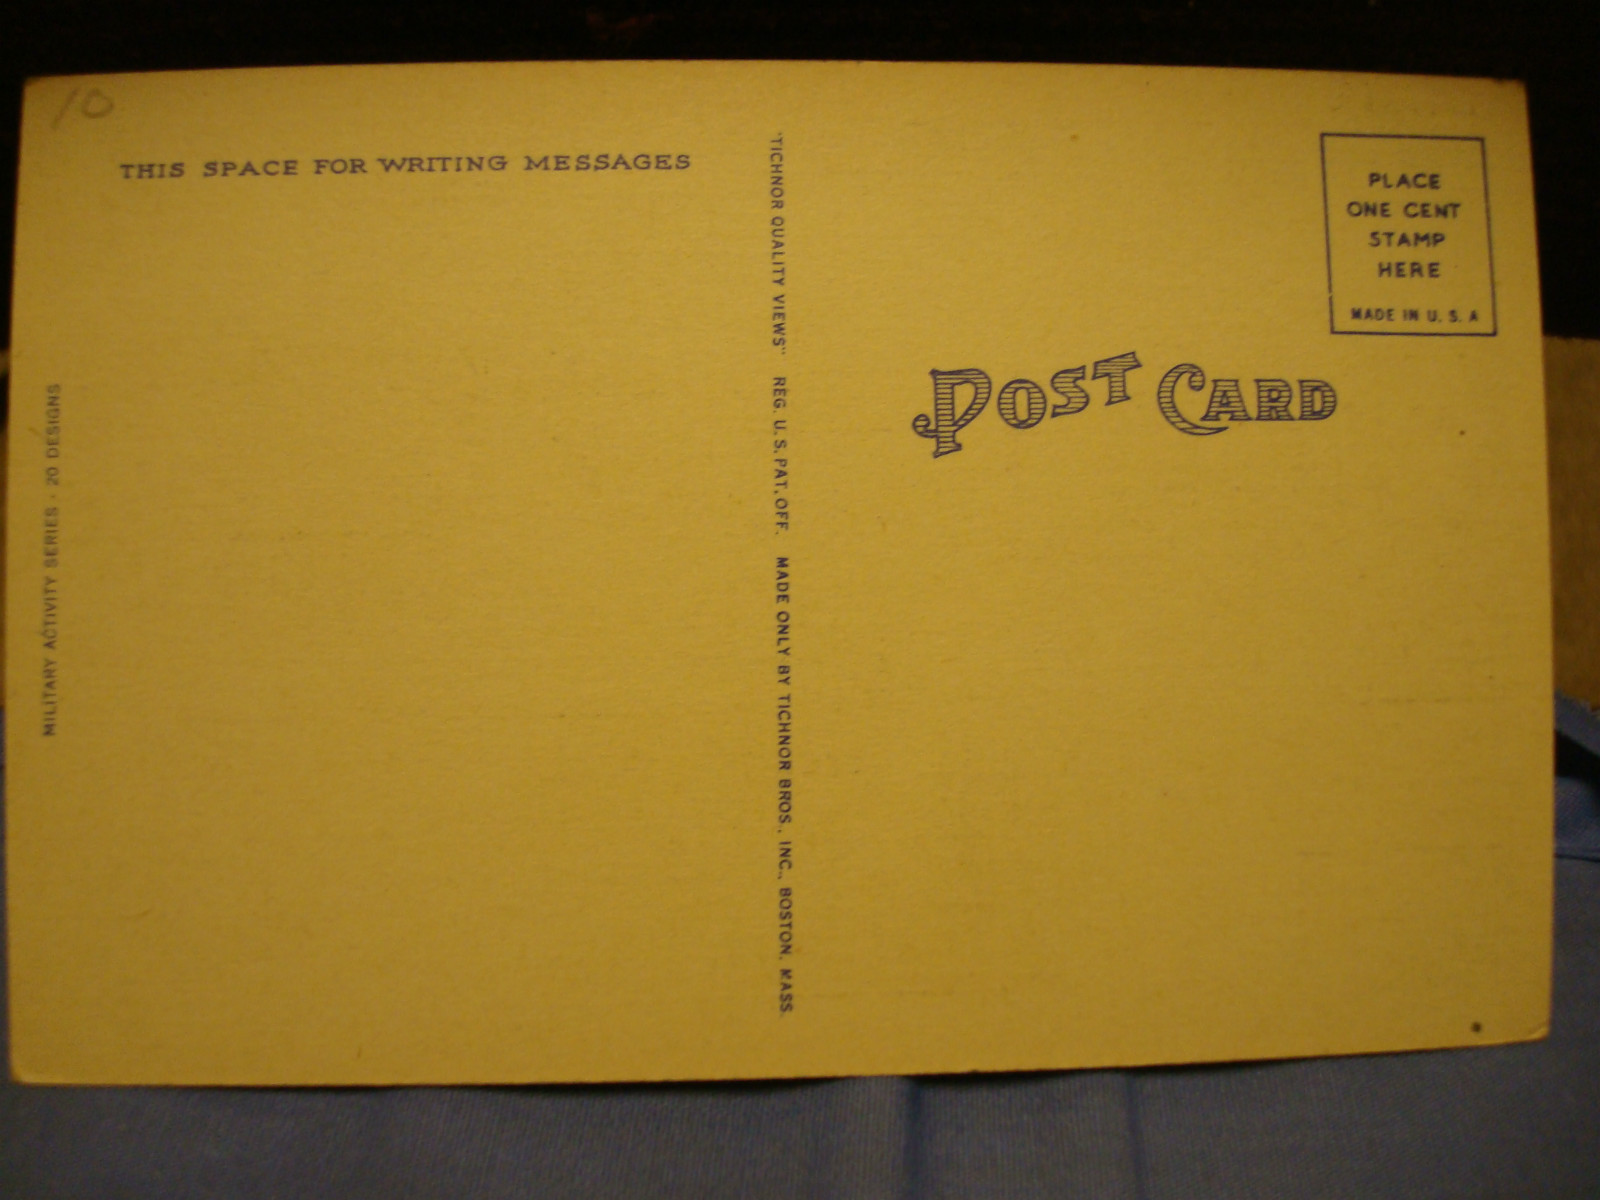 10
THIS SPACE FOR WRITING MESSAGES
MILITARY ACTIVITY SERIES · 20 DESIGNS
"TICHNOR QUALITY VIEWS" REG. U. S. PAT. OFF. MADE ONLY BY TICHNOR BROS., INC., BOSTON, MASS.
POST CARD
PLACE
ONE CENT
STAMP
HERE
MADE IN U. S. A